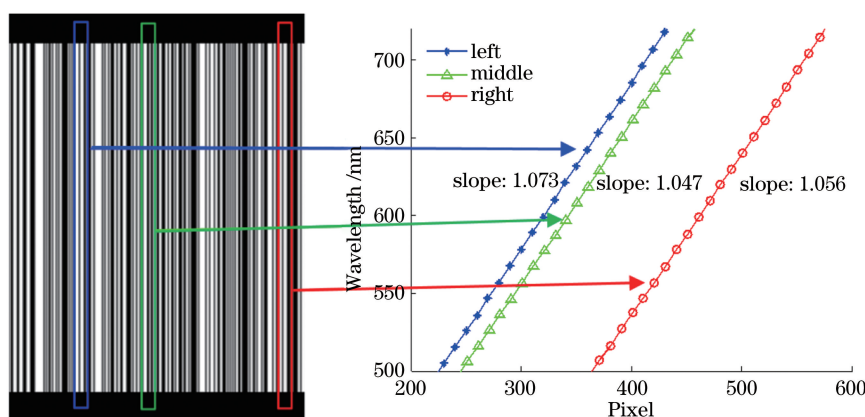 700
left
middle
right
650
slope: 1.073
slope: 1.047
slope: 1.056
600
Wavelength /nm
550
500
200
300
400
500
600
Pixel